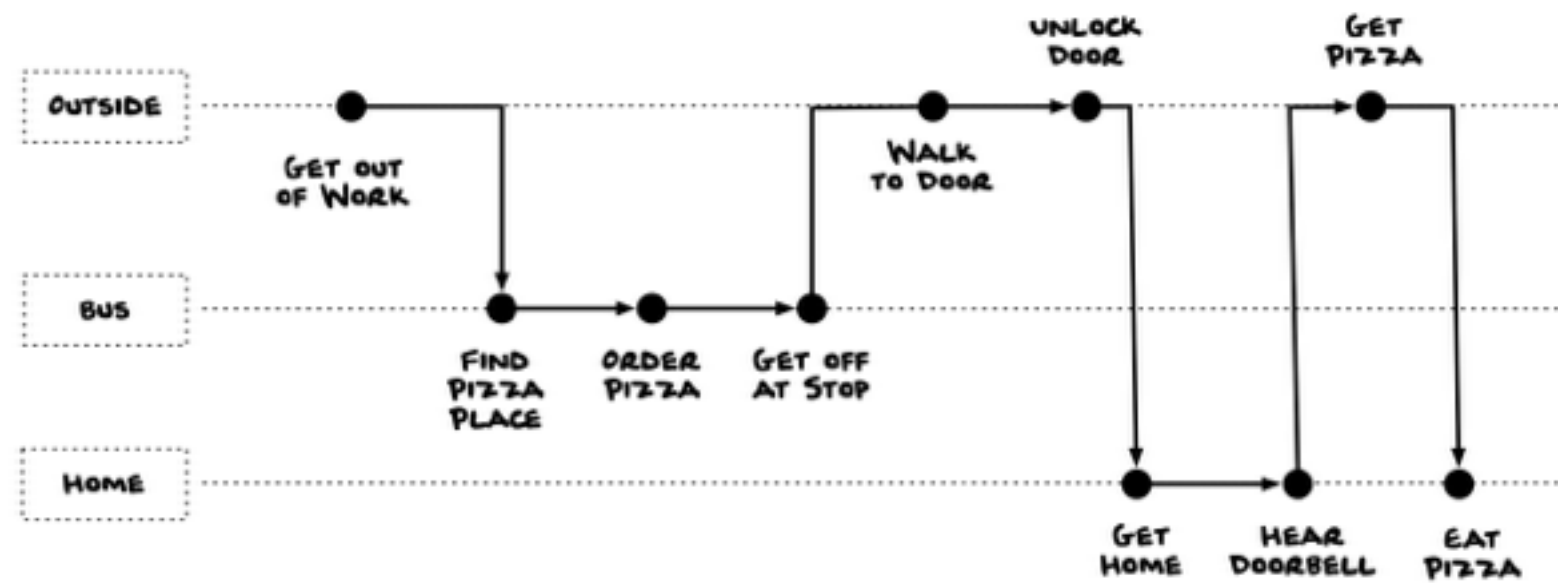 UNLOCK
DOOR
GET
PIZZA
OUTSIDE
GET OUT
OF WORK
WALK
TO DOOR
BUS
FIND
PIZZA
PLACE
ORDER
PIZZA
GET OFF
AT STOP
HOME
GET
HOME
HEAR
DOORBELL
EAT
PIZZA